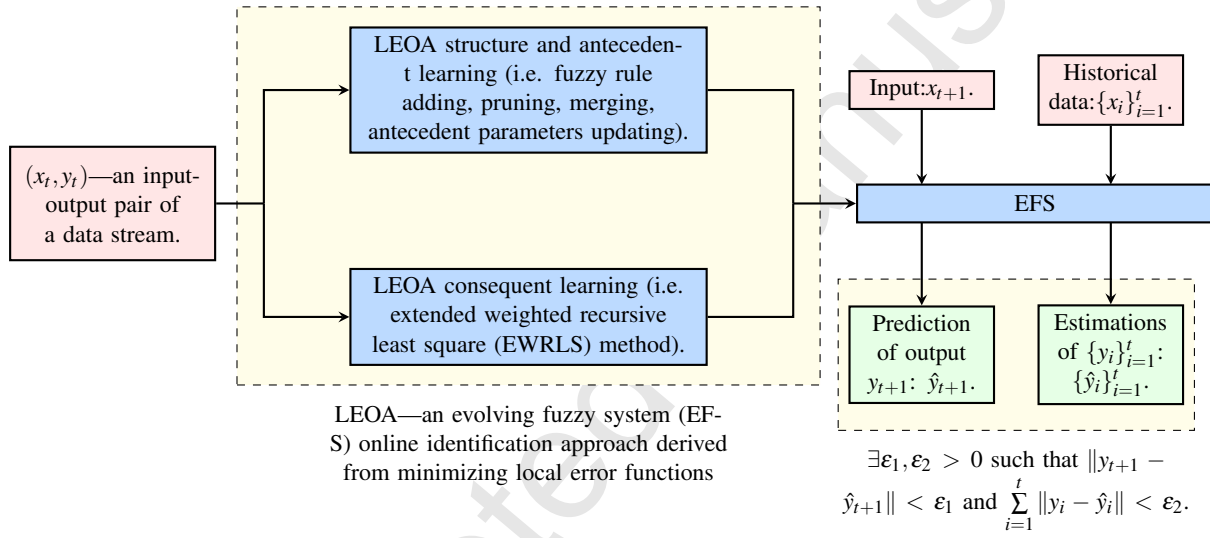 (x_t, y_t)—an input-
output pair of
a data stream.
LEOA structure and anteceden-
t learning (i.e. fuzzy rule
adding, pruning, merging,
antecedent parameters updating).
LEOA consequent learning (i.e.
extended weighted recursive
least square (EWRLS) method).
LEOA—an evolving fuzzy system (EF-
S) online identification approach derived
from minimizing local error functions
Input:x_{t+1}.
Historical
data:{x_i}_{i=1}^t.
EFS
Prediction
of output
y_{t+1}: ŷ_{t+1}.
Estimations
of {y_i}_{i=1}^t:
{ŷ_i}_{i=1}^t.
∃ε_1, ε_2 > 0 such that ‖y_{t+1} −
ŷ_{t+1}‖ < ε_1 and ∑_{i=1}^t ‖y_i − ŷ_i‖ < ε_2.